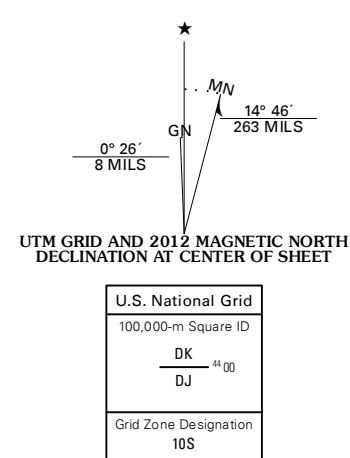 MN
GN
14° 46´
263 MILS
0° 26´
8 MILS
UTM GRID AND 2012 MAGNETIC NORTH
DECLINATION AT CENTER OF SHEET
U.S. National Grid
100,000-m Square ID
DK
44 00
DJ
Grid Zone Designation
10S